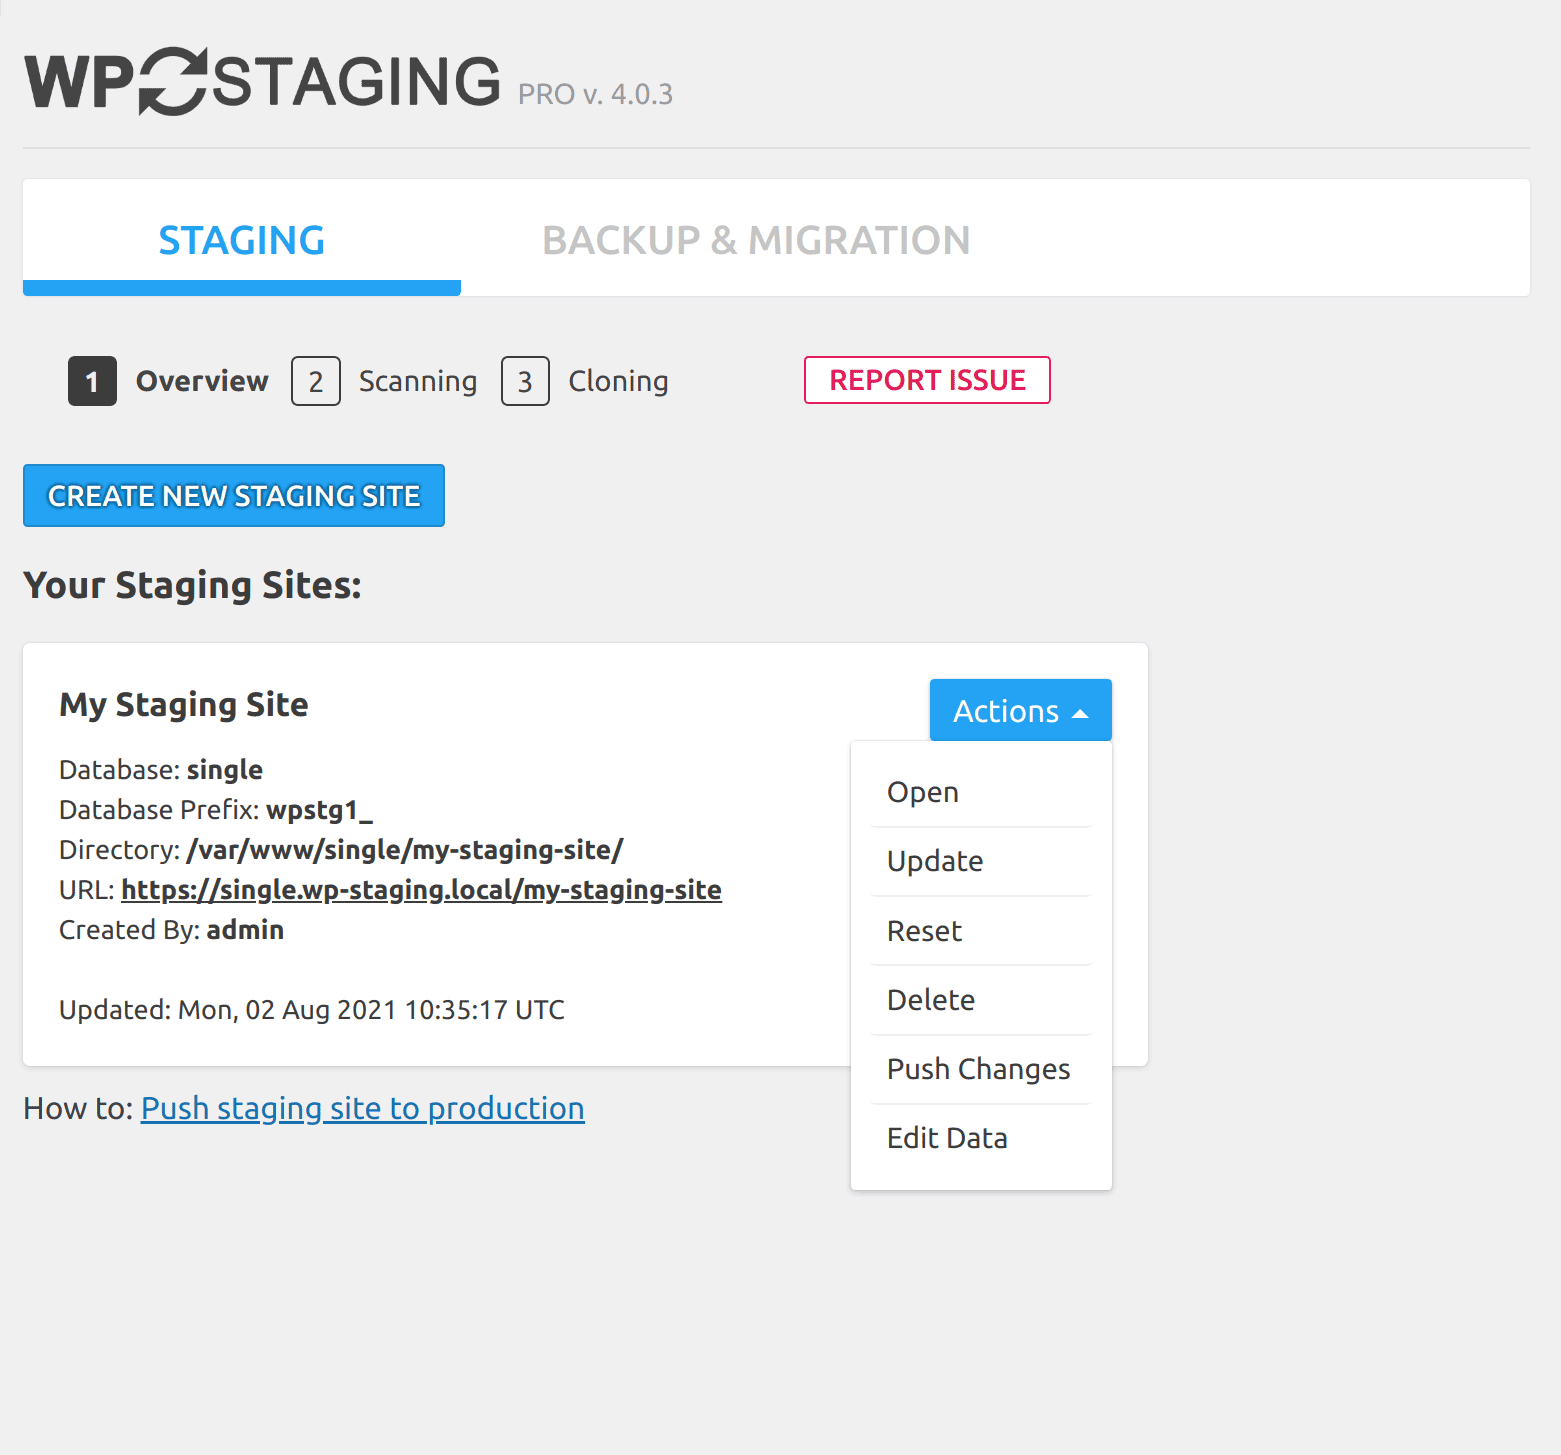 WP STAGING PRO v. 4.0.3
STAGING BACKUP & MIGRATION
1 Overview 2 Scanning 3 Cloning REPORT ISSUE
CREATE NEW STAGING SITE
Your Staging Sites:
My Staging Site
Actions
Database: single
Database Prefix: wpstg1_
Directory: /var/www/single/my-staging-site/
URL: https://single.wp-staging.local/my-staging-site
Created By: admin
Updated: Mon, 02 Aug 2021 10:35:17 UTC
Open
Update
Reset
Delete
Push Changes
Edit Data
How to: Push staging site to production